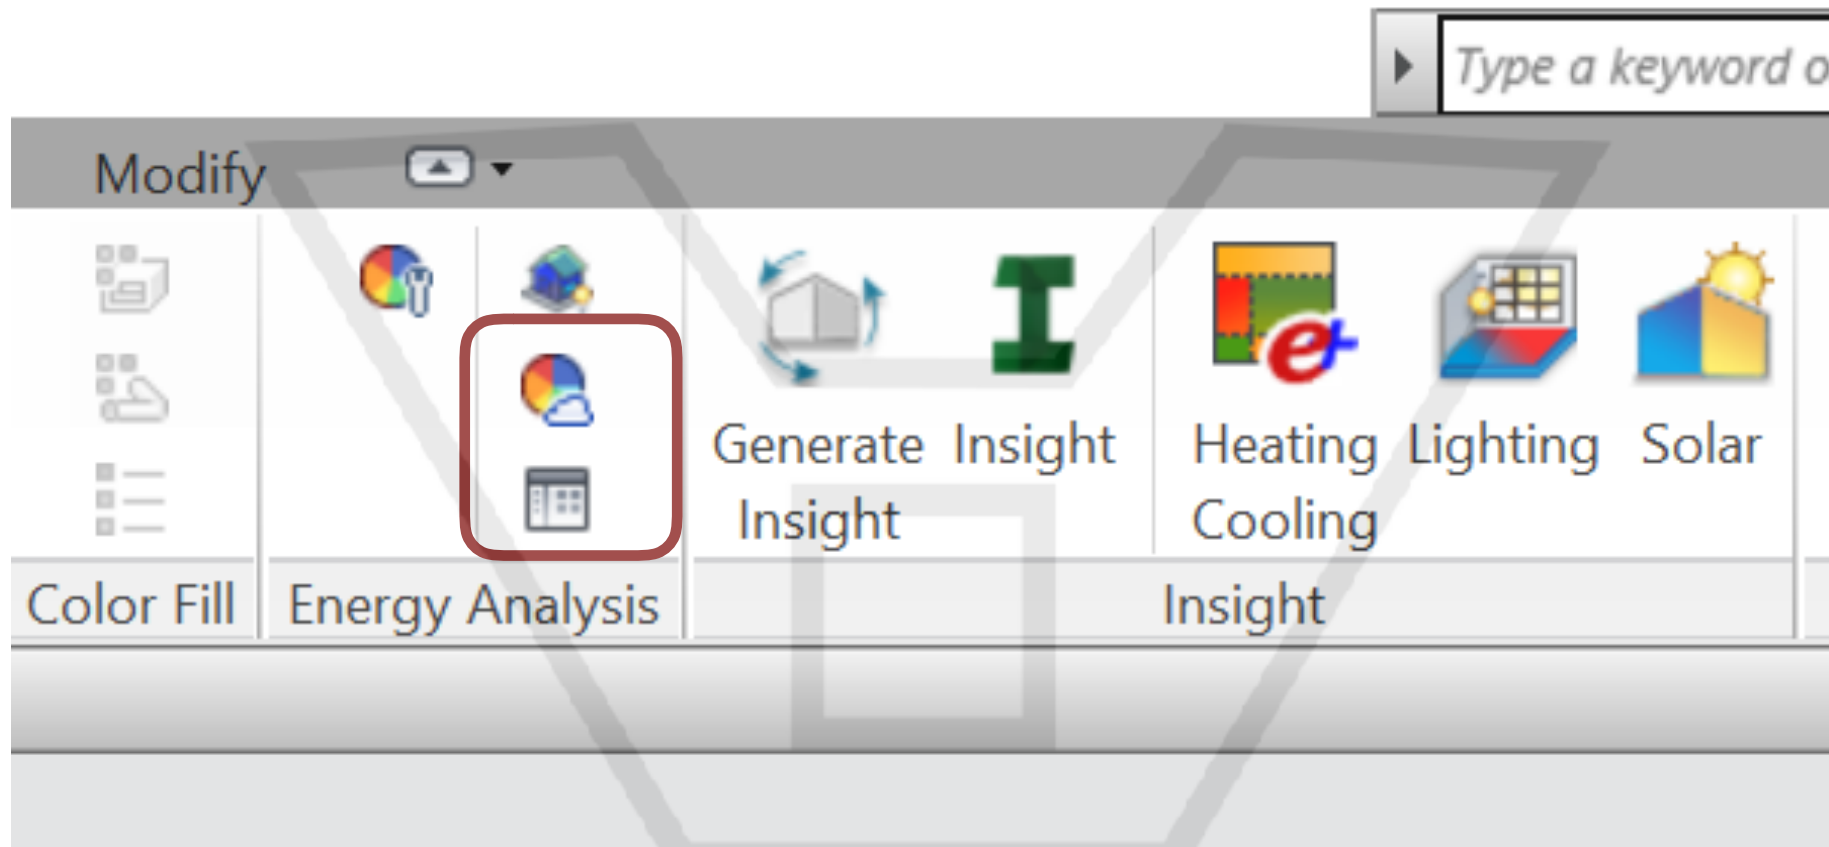 Type a keyword o
Modify
Generate Insight
Insight
Heating Cooling
Lighting
Solar
Color Fill
Energy Analysis
Insight